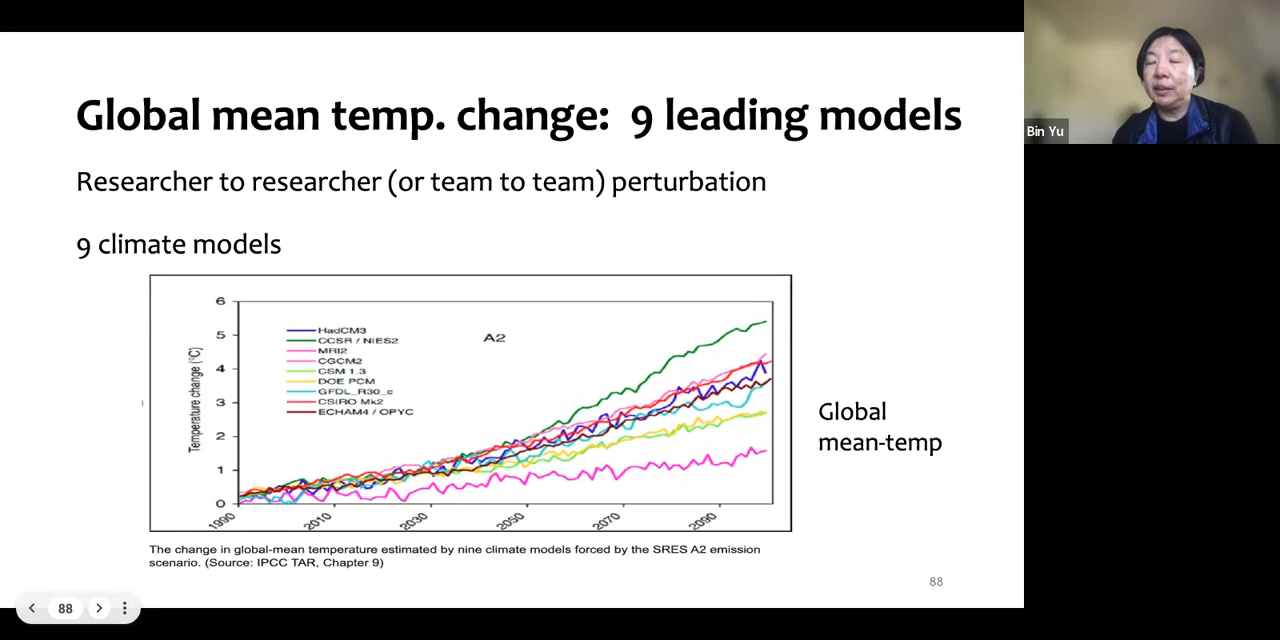 Global mean temp. change: 9 leading models
Researcher to researcher (or team to team) perturbation
9 climate models
6
5
4
3
2
1
0
Temperature change (°C)
HadCM3
CCSR / NIES2
MRI2
CGCM2
CSM 1.3
DOE PCM
GFDL_R30_c
CSIRO Mk2
ECHAM4 / OPYC
A2
1990
2010
2030
2050
2070
2090
Global
mean-temp
The change in global-mean temperature estimated by nine climate models forced by the SRES A2 emission
scenario. (Source: IPCC TAR, Chapter 9)
88
88
Bin Yu